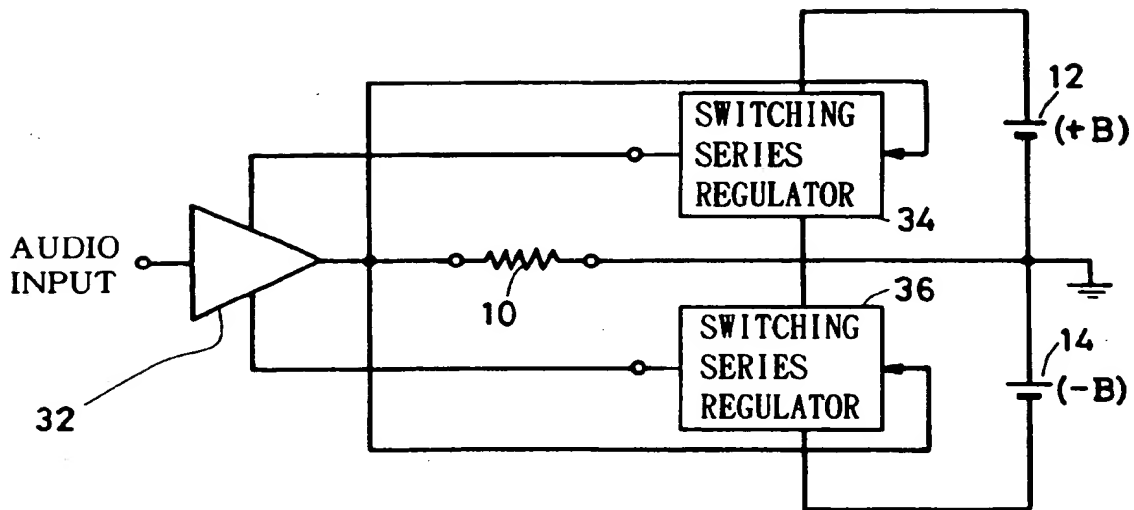 12
(+B)
SWITCHING
SERIES
REGULATOR
34
AUDIO
INPUT
10
36
SWITCHING
SERIES
REGULATOR
14
(-B)
32